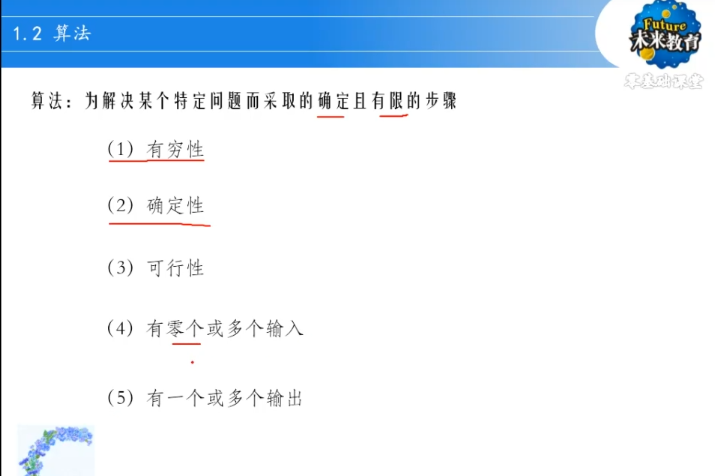 1.2 算法
Future
未来教育
零基础课堂
算法：为解决某个特定问题而采取的确定且有限的步骤
（1）有穷性
（2）确定性
（3）可行性
（4）有零个或多个输入
（5）有一个或多个输出